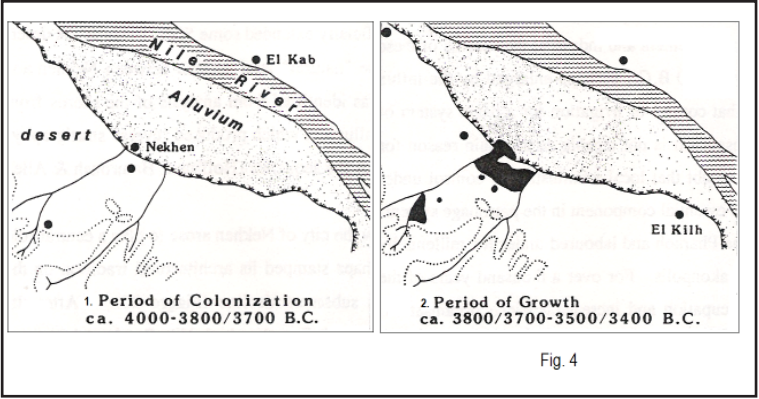 Nile River
El Kab
Alluvium
desert
Nekhen
1. Period of Colonization
ca. 4000-3800/3700 B.C.
El Kilh
2. Period of Growth
ca. 3800/3700-3500/3400 B.C.
Fig. 4